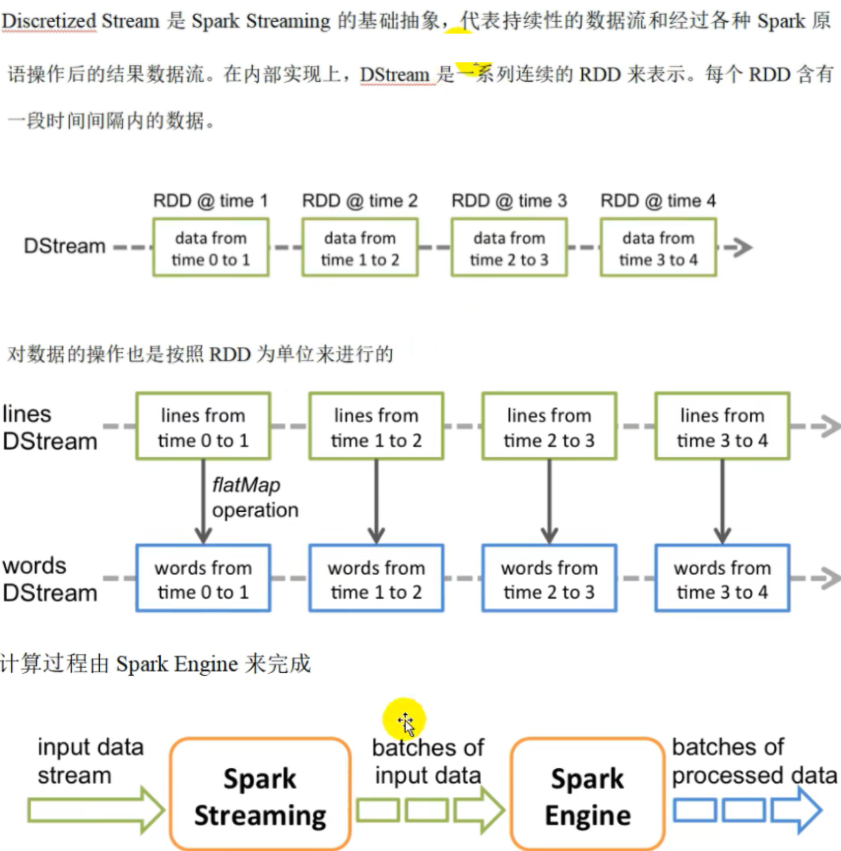 Discretized Stream 是 Spark Streaming 的基础抽象，代表持续性的数据流和经过各种 Spark 原
语操作后的结果数据流。在内部实现上，DStream 是一系列连续的 RDD 来表示。每个 RDD 含有
一段时间间隔内的数据。
RDD @ time 1 RDD @ time 2 RDD @ time 3 RDD @ time 4
DStream
data from data from data from data from
time 0 to 1 time 1 to 2 time 2 to 3 time 3 to 4
对数据的操作也是按照 RDD 为单位来进行的
lines lines from lines from lines from lines from
DStream time 0 to 1 time 1 to 2 time 2 to 3 time 3 to 4
flatMap
operation
words words from words from words from words from
DStream time 0 to 1 time 1 to 2 time 2 to 3 time 3 to 4
计算过程由 Spark Engine 来完成
input data batches of batches of
stream input data processed data
Spark Spark
Streaming Engine